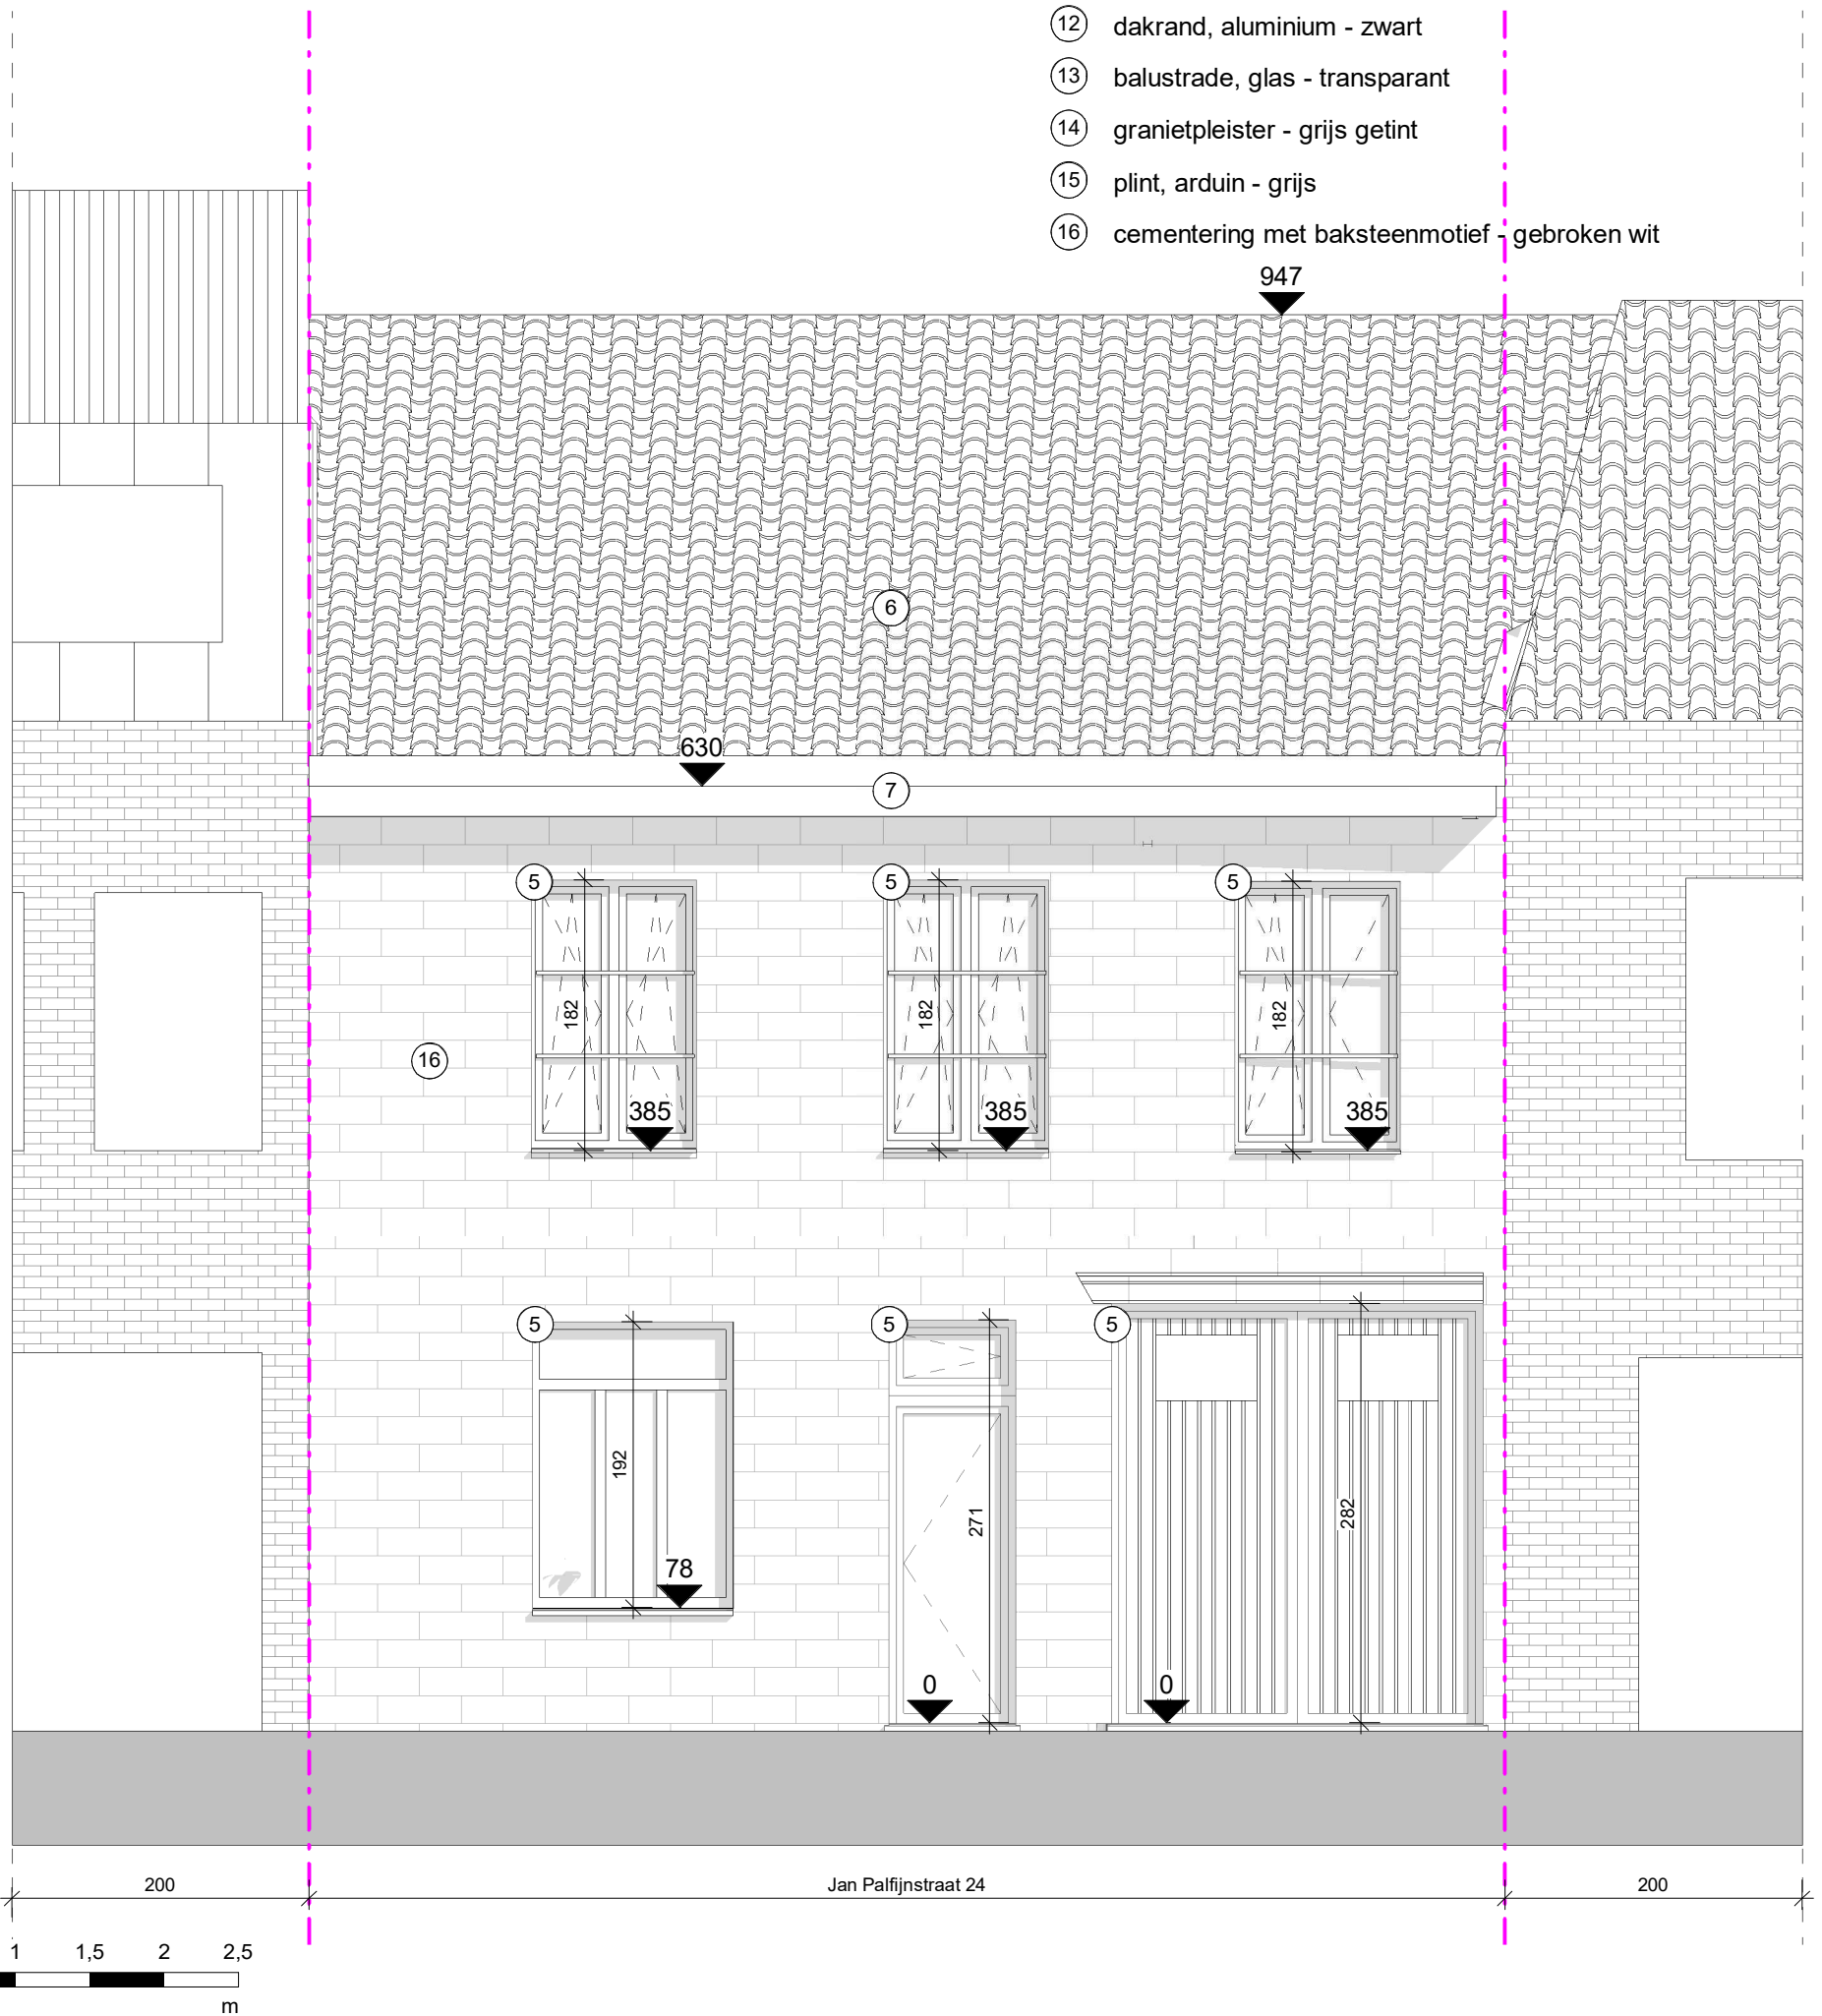 12 dakrand, aluminium - zwart
13 balustrade, glas - transparant
14 granietpleister - grijs getint
15 plint, arduin - grijs
16 cementering met baksteenmotief - gebroken wit
947
6
630
7
5 5 5
182 182 182
16
385 385 385
5 5 5
192 271 282
78
0 0
200 Jan Palfijnstraat 24 200
1 1,5 2 2,5
m